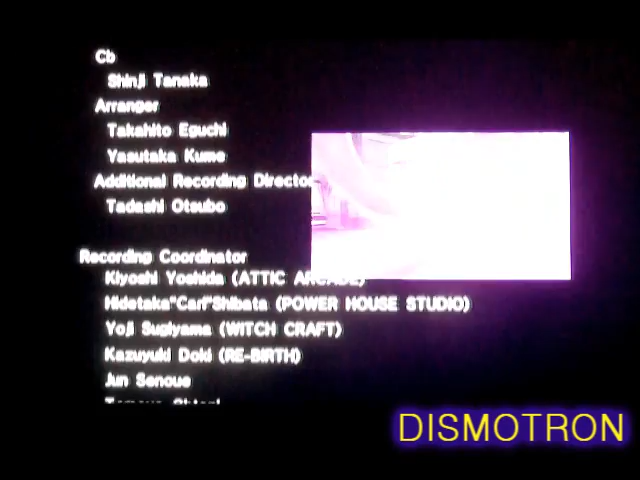 Cb
Shinji Tanaka
Arranger
Takahito Eguchi
Yasutaka Kume
Additional Recording Director
Tadashi Otsubo
Recording Coordinator
Kiyoshi Yoshida (ATTIC ARCADE)
Hidetaka"Carl"Shibata (POWER HOUSE STUDIO)
Yoji Sugiyama (WITCH CRAFT)
Kazuyuki Doki (RE-BIRTH)
Jun Senoue
DISMOTRON